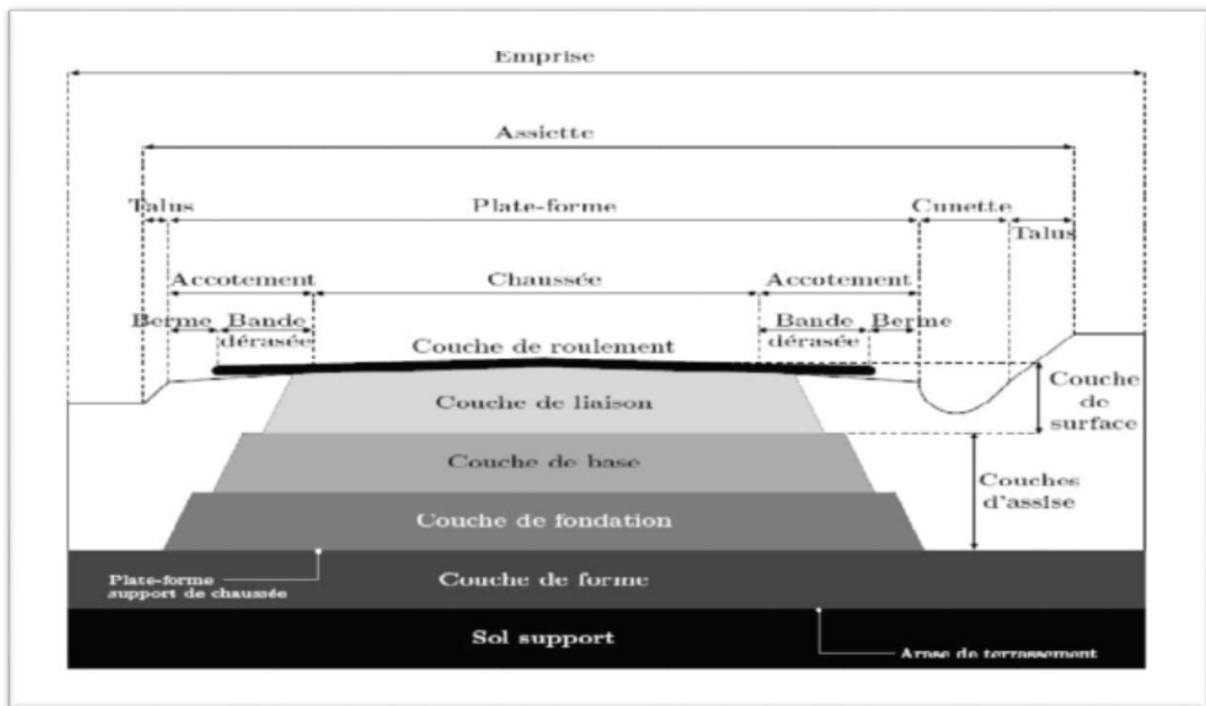 Emprise
Assiette
Talus
Plate-forme
Cunette
Talus
Accotement
Chaussée
Accotement
Berme
Bande
dérasée
Bande
dérasée
Berme
Couche de roulement
Couche
de
surface
Couche de liaison
Couche de base
Couches
d'assise
Couche de fondation
Plate-forme
support de chaussée
Couche de forme
Sol support
Arase de terrassement